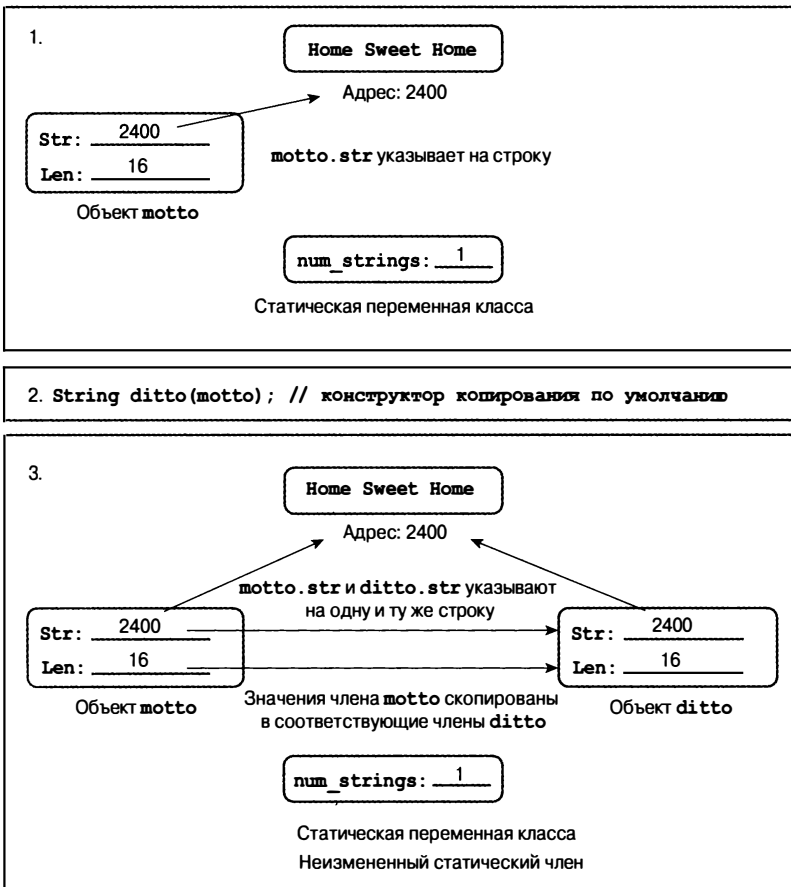 1.
Home Sweet Home
Адрес: 2400
Str: 2400
Len: 16
motto.str указывает на строку
Объект motto
num_strings: 1
Статическая переменная класса
2. String ditto(motto); // конструктор копирования по умолчанию
3.
Home Sweet Home
Адрес: 2400
motto.str и ditto.str указывают
на одну и ту же строку
Str: 2400
Len: 16
Str: 2400
Len: 16
Объект motto
Значения члена motto скопированы
в соответствующие члены ditto
Объект ditto
num_strings: 1
Статическая переменная класса
Неизмененный статический член